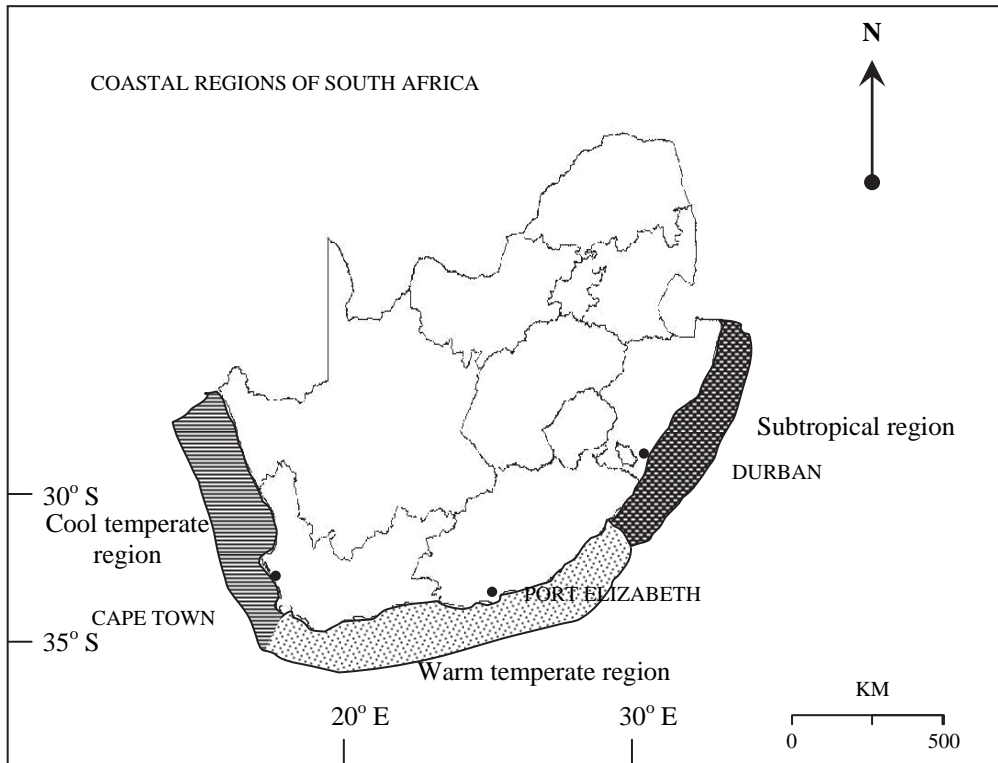 N
COASTAL REGIONS OF SOUTH AFRICA
Subtropical region
DURBAN
30° S
Cool temperate
region
PORT ELIZABETH
CAPE TOWN
35° S
Warm temperate region
KM
20° E
30° E
0
500